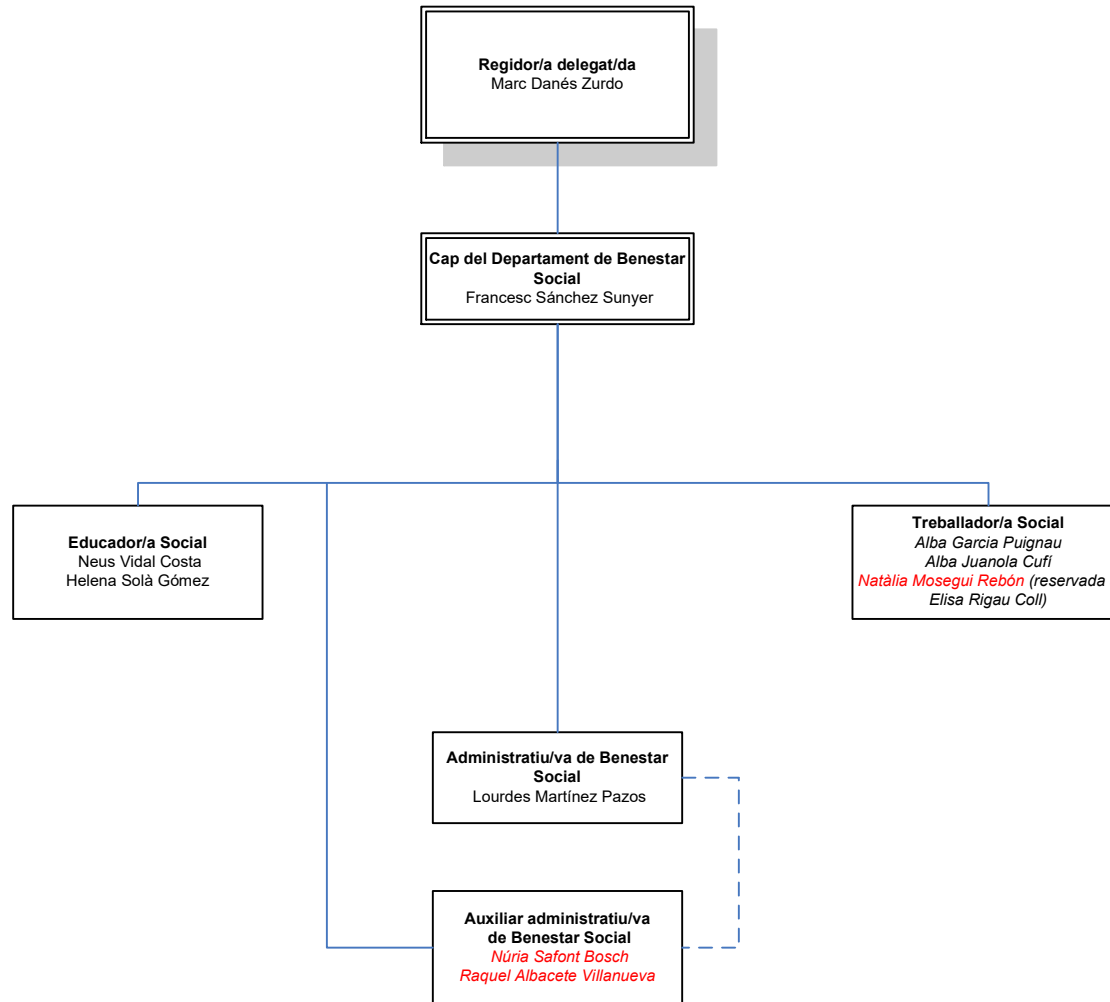 Regidor/a delegat/da
Marc Danés Zurdo
Cap del Departament de Benestar
Social
Francesc Sánchez Sunyer
Educador/a Social
Neus Vidal Costa
Helena Solà Gómez
Treballador/a Social
Alba Garcia Puignau
Alba Juanola Cufí
Natàlia Mosegui Rebón (reservada
Elisa Rigau Coll)
Administratiu/va de Benestar
Social
Lourdes Martínez Pazos
Auxiliar administratiu/va
de Benestar Social
Núria Safont Bosch
Raquel Albacete Villanueva